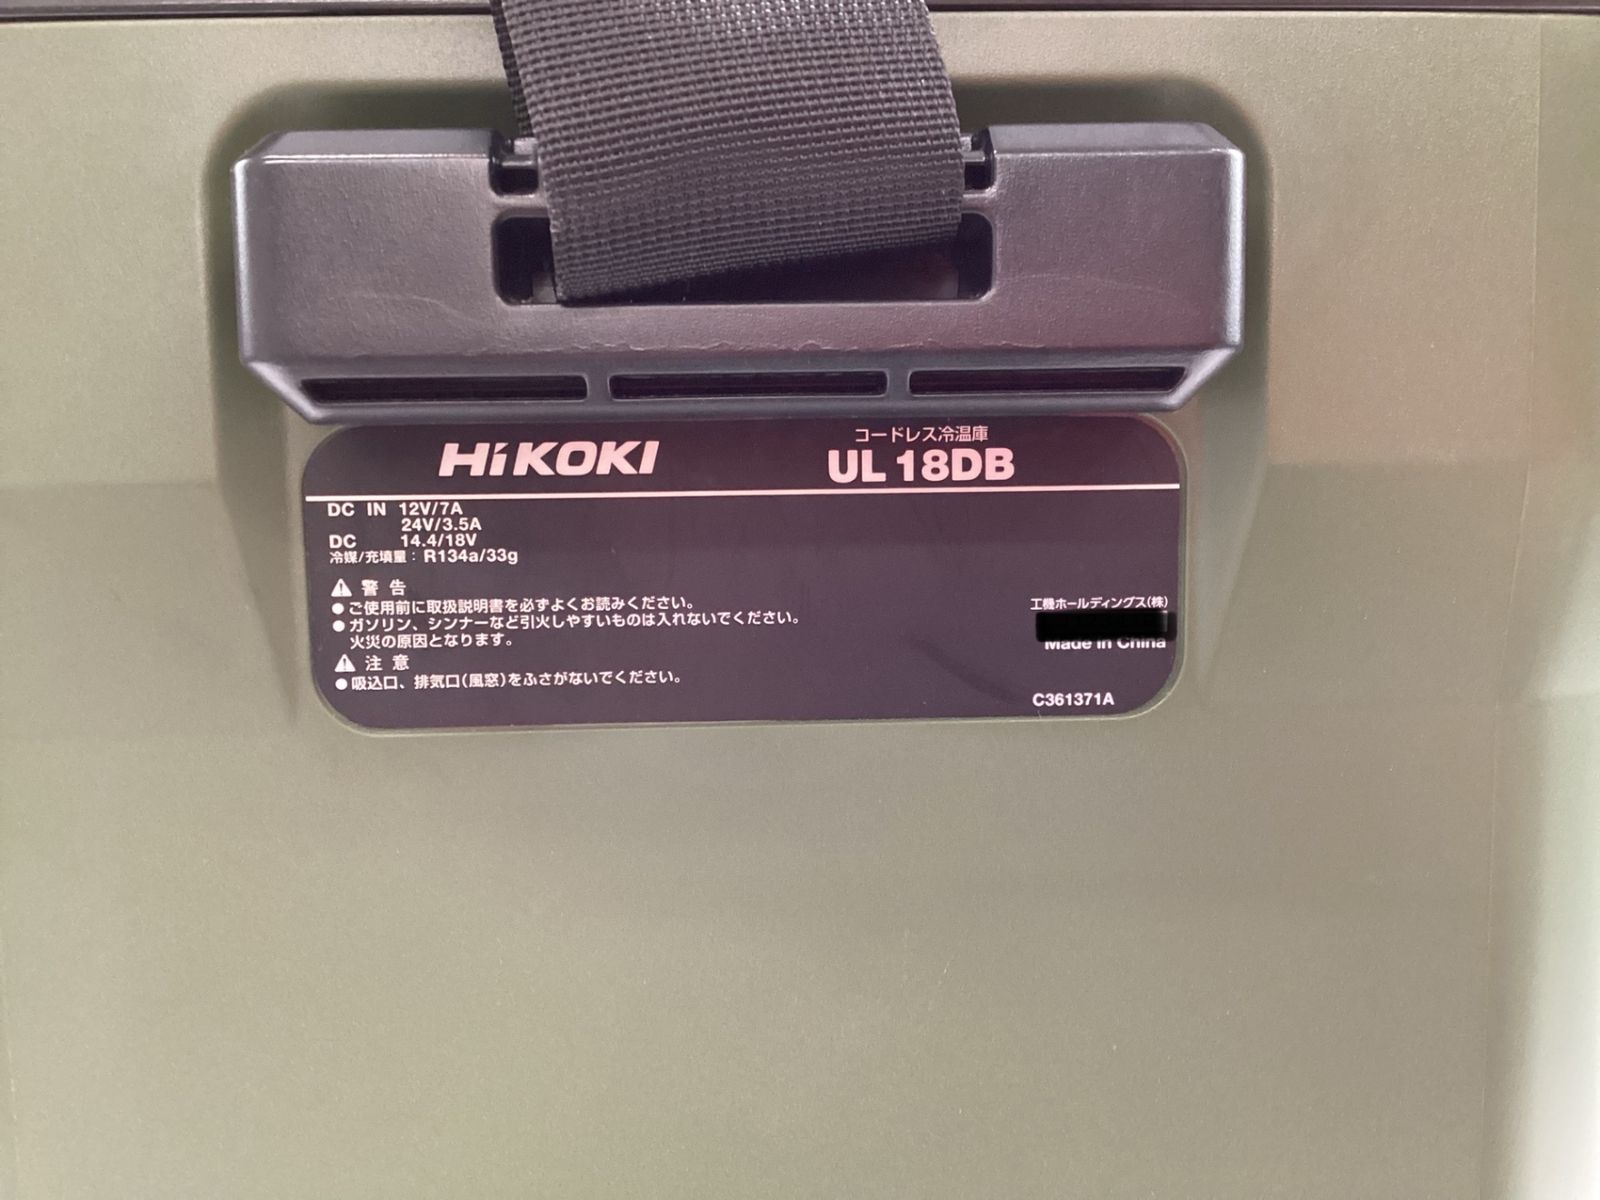 HiKOKI
コードレス冷温庫
UL 18DB
DC IN 12V/7A
24V/3.5A
DC 14.4/18V
冷媒/充填量：R134a/33g
⚠ 警 告
●ご使用前に取扱説明書を必ずよくお読みください。
●ガソリン、シンナーなど引火しやすいものは入れないでください。
火災の原因となります。
⚠ 注 意
●吸込口、排気口(風窓)をふさがないでください。
工機ホールディングス(株)
Made in China
C361371A